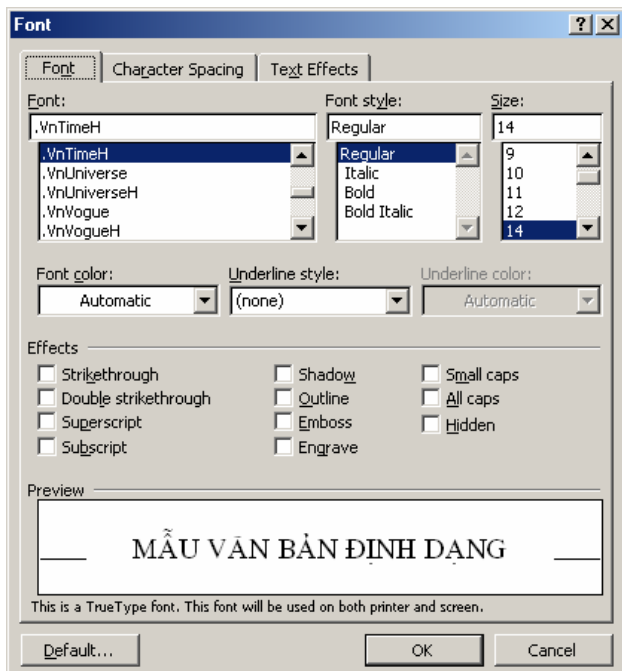 Font
Font Character Spacing Text Effects
Font: Font style: Size:
.VnTimeH Regular 14
.VnTimeH Regular 9
.VnUniverse Italic 10
.VnUniverseH Bold 11
.VnVogue Bold Italic 12
.VnVogueH 14
Font color: Underline style: Underline color:
Automatic (none) Automatic
Effects
Strikethrough Shadow Small caps
Double strikethrough Outline All caps
Superscript Emboss Hidden
Subscript Engrave
Preview
MẪU VĂN BẢN ĐỊNH DẠNG
This is a TrueType font. This font will be used on both printer and screen.
Default... OK Cancel